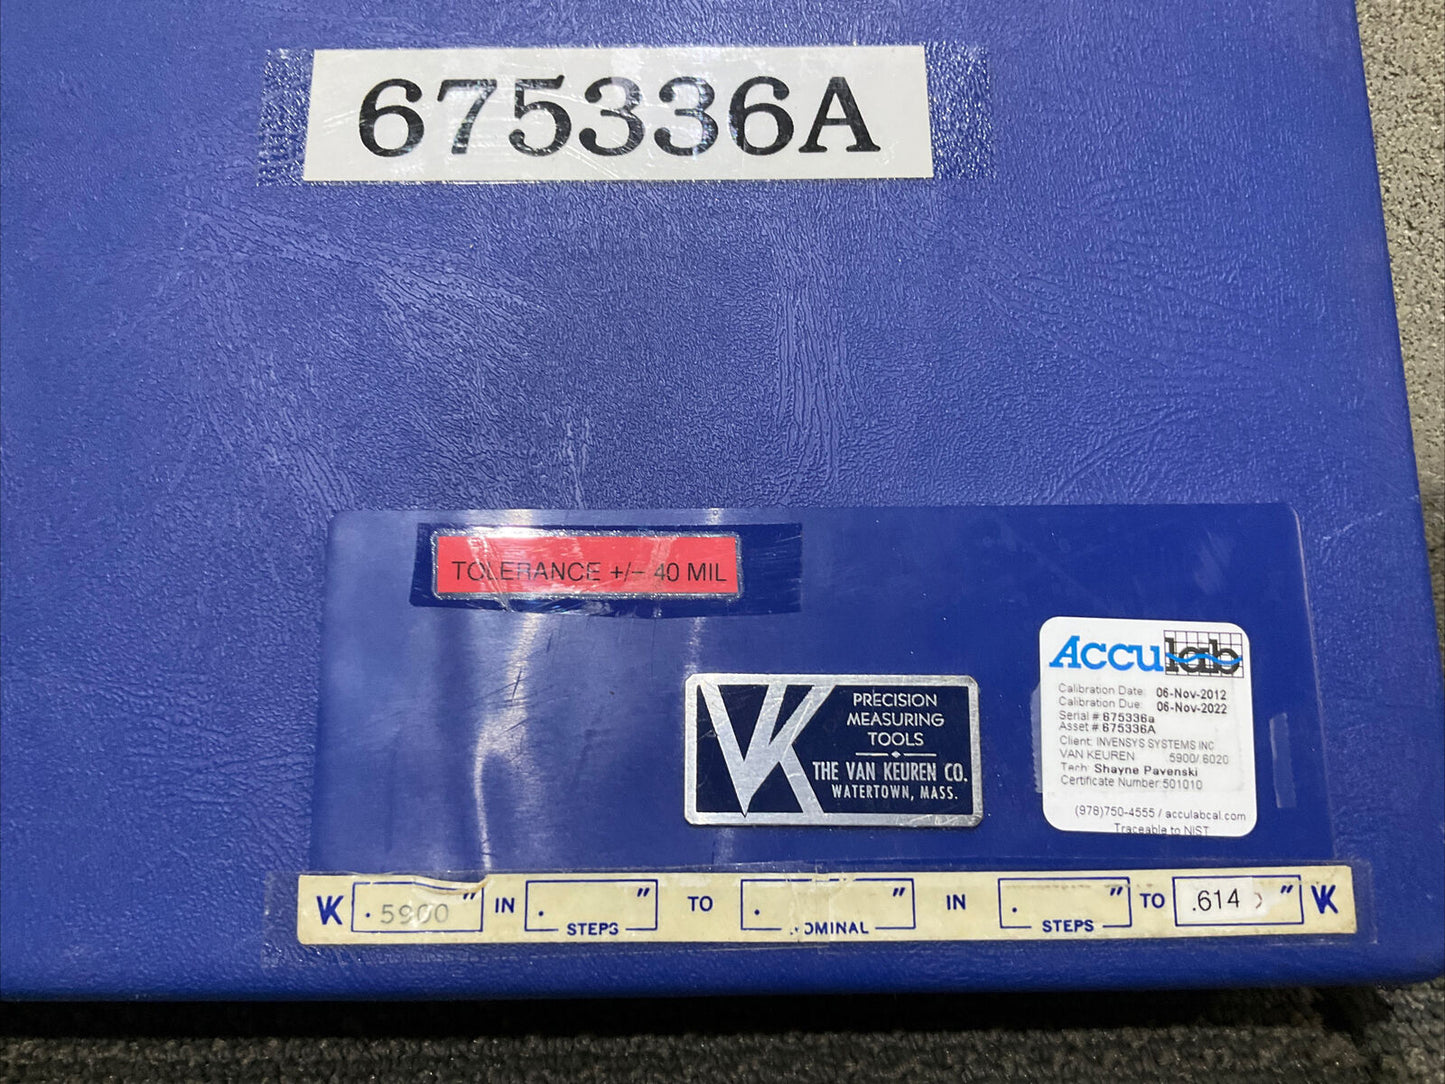 675336A
TOLERANCE +/- 40 MIL
VK
PRECISION
MEASURING
TOOLS
THE VAN KEUREN CO.
WATERTOWN, MASS.
Acculab
Calibration Date: 06-Nov-2012
Calibration Due: 06-Nov-2022
Serial # 675336a
Asset # 675336A
Client: INVENSYS SYSTEMS INC
VAN KEUREN 5900/.6020
Tech: Shayne Pavenski
Certificate Number:501010
(978)750-4555 / acculabcal.com
Traceable to NIST
VK .5900 " IN . " STEPS TO . " NOMINAL IN . " STEPS TO .614 " VK